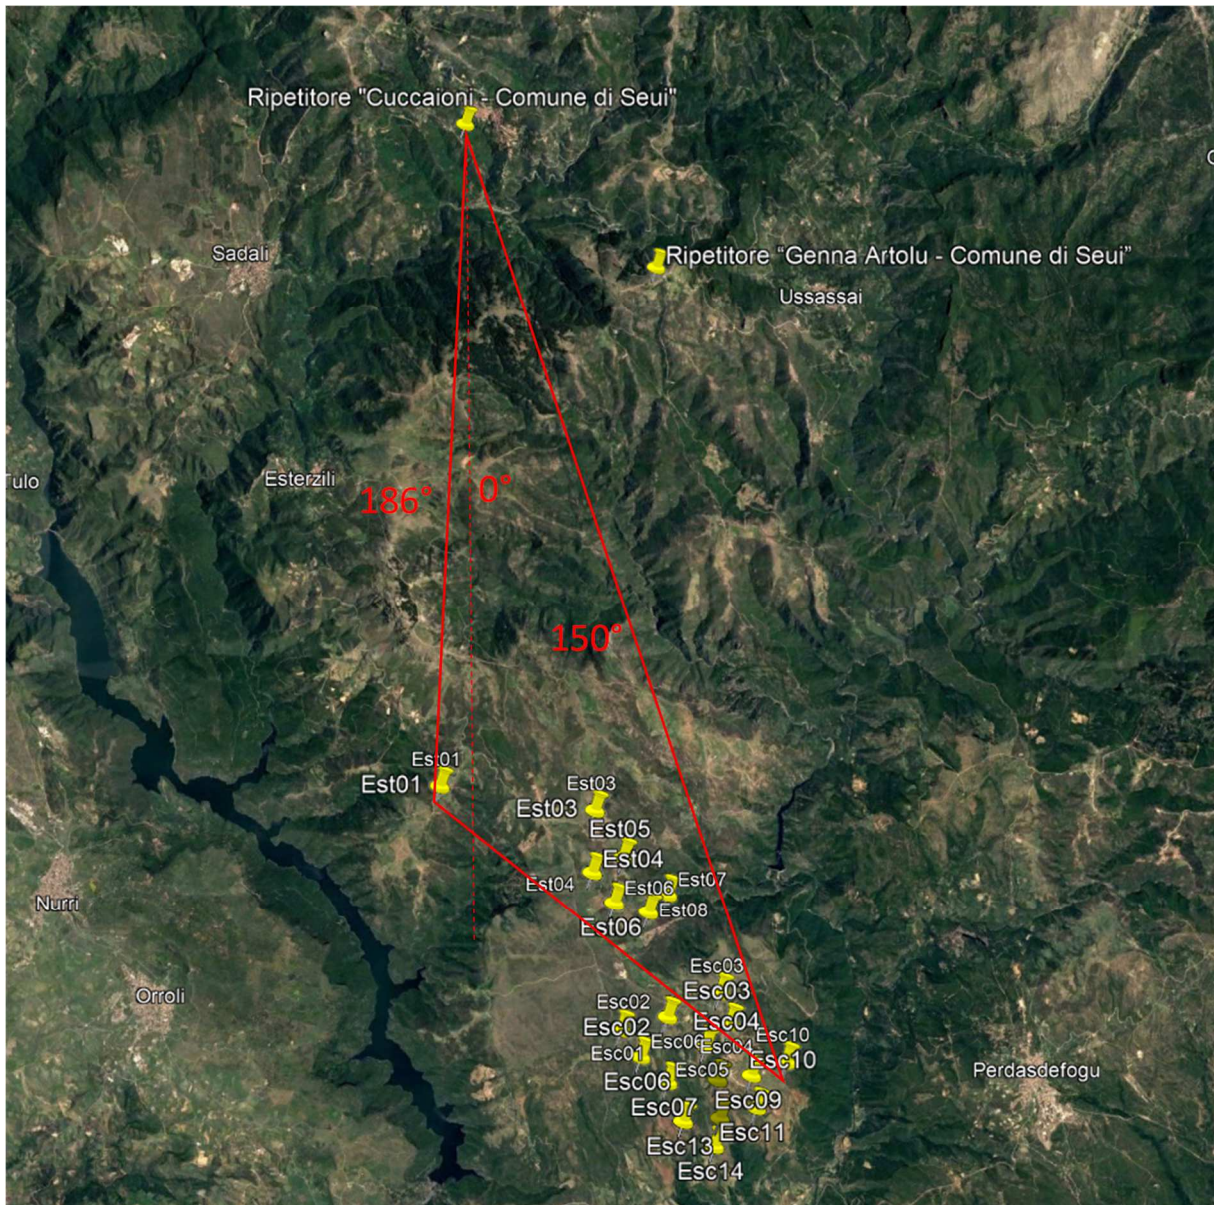 Ripetitore "Cuccaioni - Comune di Seui"
Sadali
Ripetitore “Genna Artolu - Comune di Seui”
Ussassai
Esterzili
186°
0°
150°
Est01
Est01
Est03
Est03
Est05
Est04
Est04
Est06
Est07
Est08
Est06
Nurri
Orroli
Esc03
Esc03
Esc02
Esc02
Esc04
Esc10
Esc06
Esc04
Esc01
Esc10
Esc05
Esc06
Perdasdefogu
Esc09
Esc07
Esc11
Esc13
Esc14